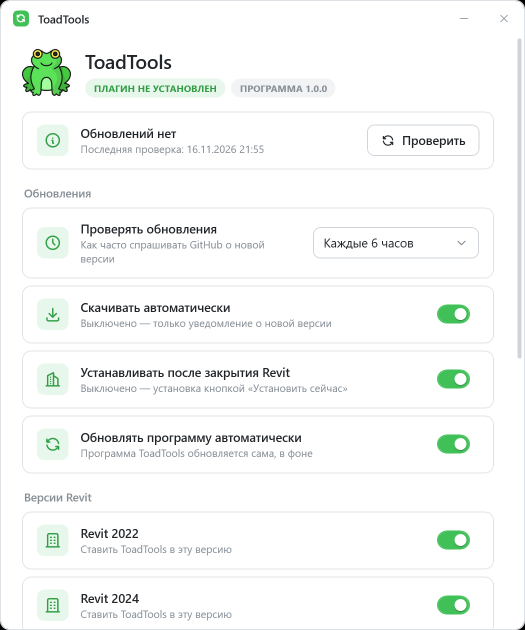 ToadTools
ToadTools
ПЛАГИН НЕ УСТАНОВЛЕН
ПРОГРАММА 1.0.0
Обновлений нет
Последняя проверка: 16.11.2026 21:55
Проверить
Обновления
Проверять обновления
Как часто спрашивать GitHub о новой
версии
Каждые 6 часов
Скачивать автоматически
Выключено — только уведомление о новой версии
Устанавливать после закрытия Revit
Выключено — установка кнопкой «Установить сейчас»
Обновлять программу автоматически
Программа ToadTools обновляется сама, в фоне
Версии Revit
Revit 2022
Ставить ToadTools в эту версию
Revit 2024
Ставить ToadTools в эту версию